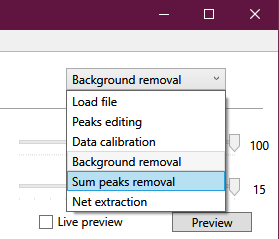 Background removal
Load file
Peaks editing
Data calibration
100
Background removal
Sum peaks removal
15
Net extraction
Live preview
Preview